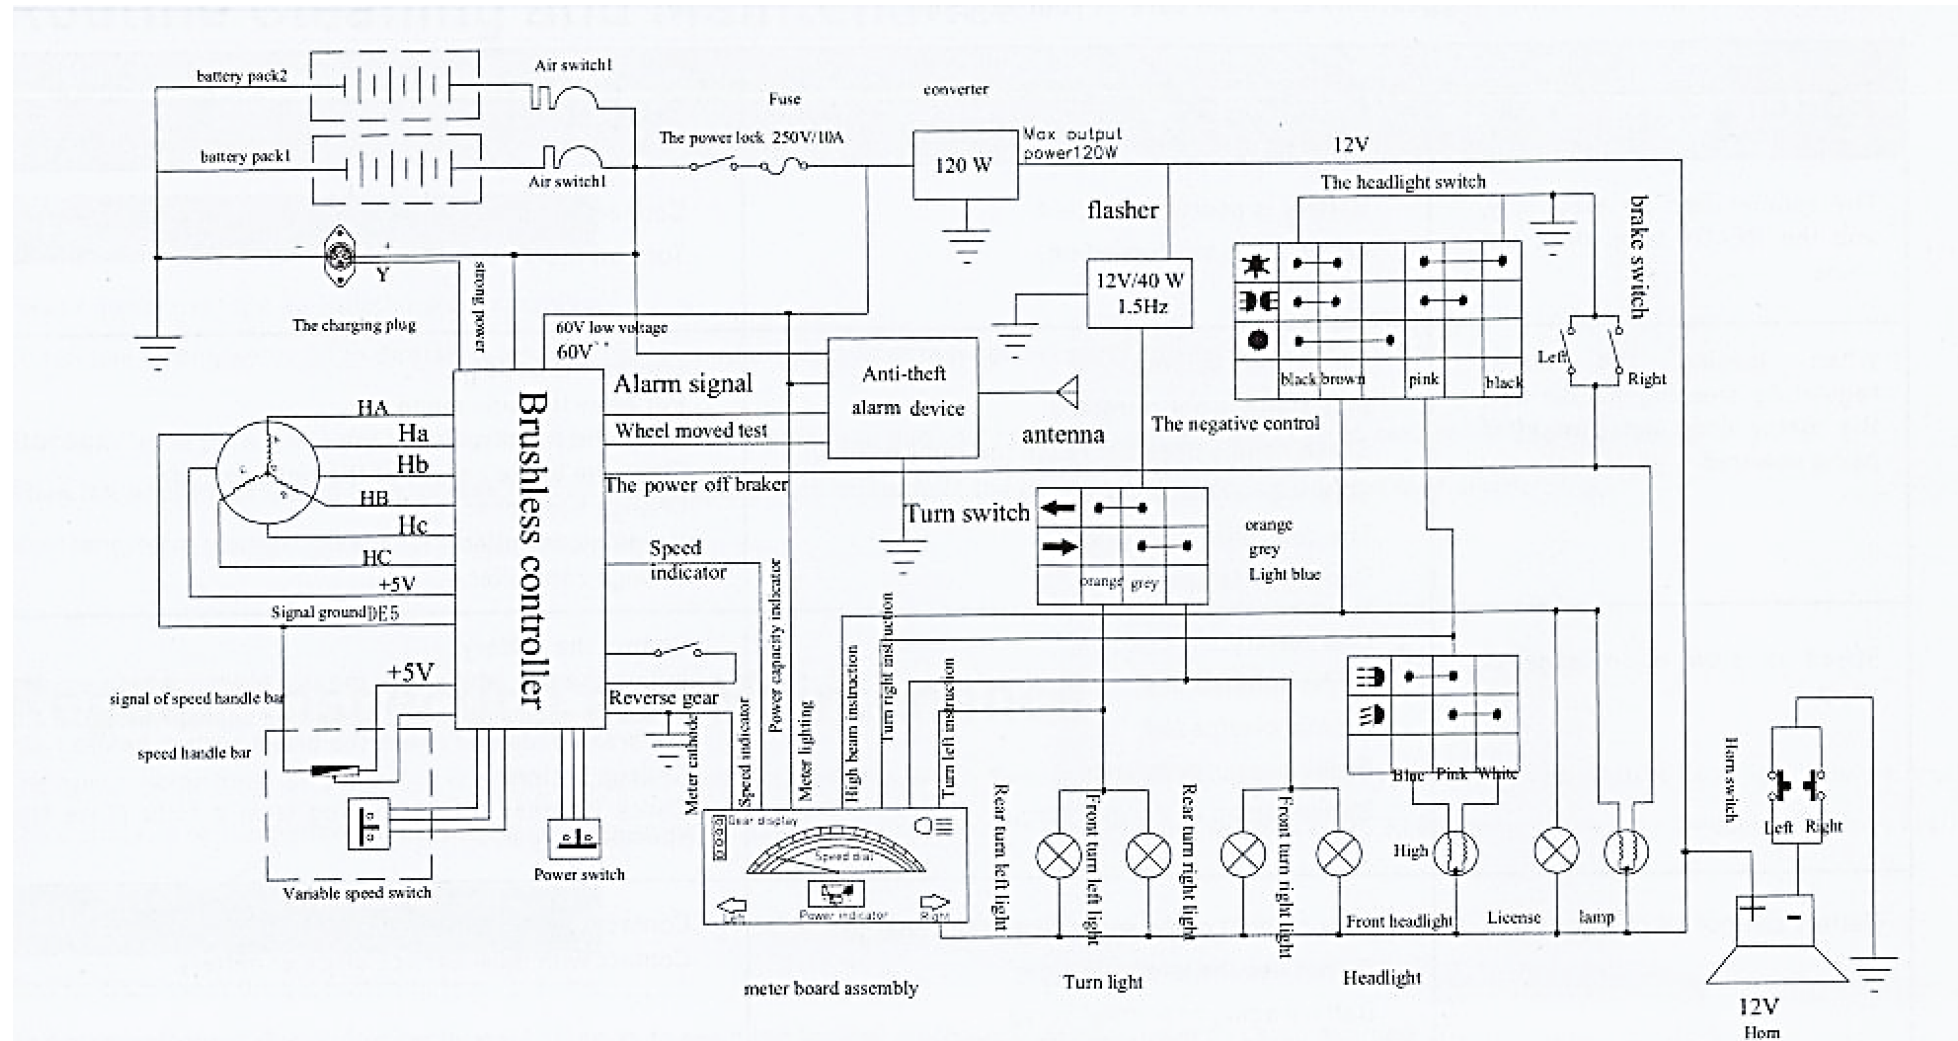 battery pack2
Air switch1
Fuse
converter
The power lock 250V/10A
battery pack1
Air switch1
120 W
Max output
power120W
12V
The headlight switch
flasher
brake switch
-
+
Y
The charging plug
strong power
60V low voltage
60V
12V/40 W
1.5Hz
Left
Right
black brown pink black
Alarm signal
Anti-theft
alarm device
antenna
The negative control
Wheel moved test
The power off braker
HA
Ha
Hb
HB
Hc
HC
+5V
Signal ground
Brushless controller
Turn switch
orange
grey
Light blue
orange grey
Speed
indicator
+5V
signal of speed handle bar
speed handle bar
Reverse gear
Meter cathode
Speed indicator
Power capacity indicator
Meter lighting
High beam instruction
Turn right instruction
Turn left instruction
Blue Pink White
Horn switch
Left Right
Variable speed switch
Power switch
Gear display
Speed dial
Left
Power indicator
Right
meter board assembly
Rear turn left light
Front turn left light
Rear turn right light
Front turn right light
Turn light
High
Front headlight
License
lamp
Headlight
+
-
12V
Horn